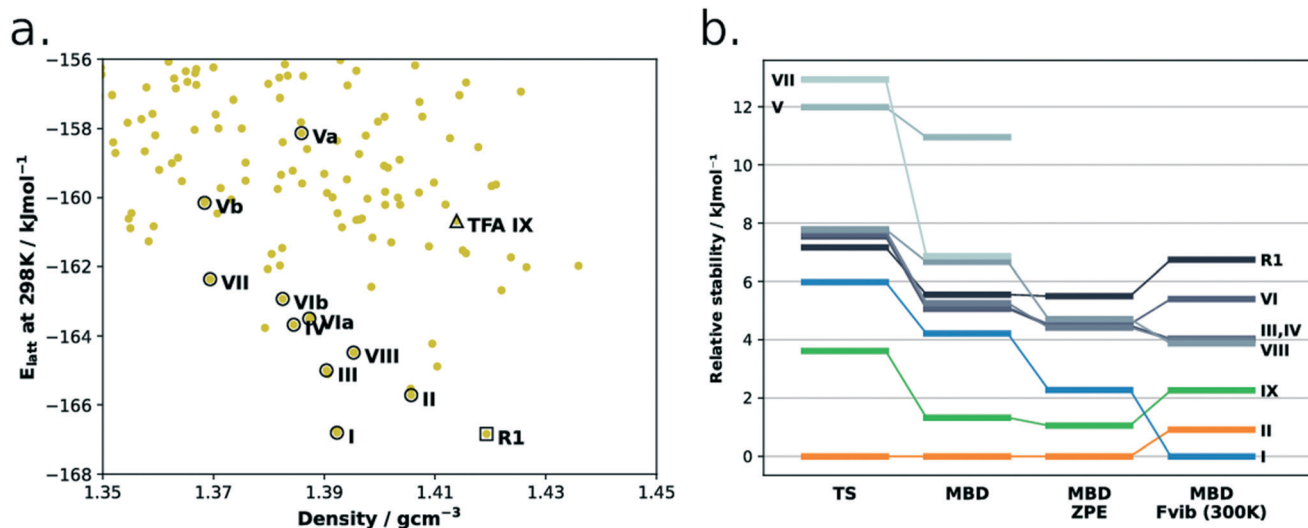 a.
E_latt at 298K / kJmol⁻¹
−156
−158
−160
−162
−164
−166
−168
Va
Vb
TFA IX
VII
VIb
VIa
IV
VIII
III
II
I
R1
1.35
1.37
1.39
1.41
1.43
1.45
Density / gcm⁻³
b.
Relative stability / kJmol⁻¹
12
10
8
6
4
2
0
VII
V
R1
VI
III,IV
VIII
IX
II
I
TS
MBD
MBD
ZPE
MBD
Fvib (300K)